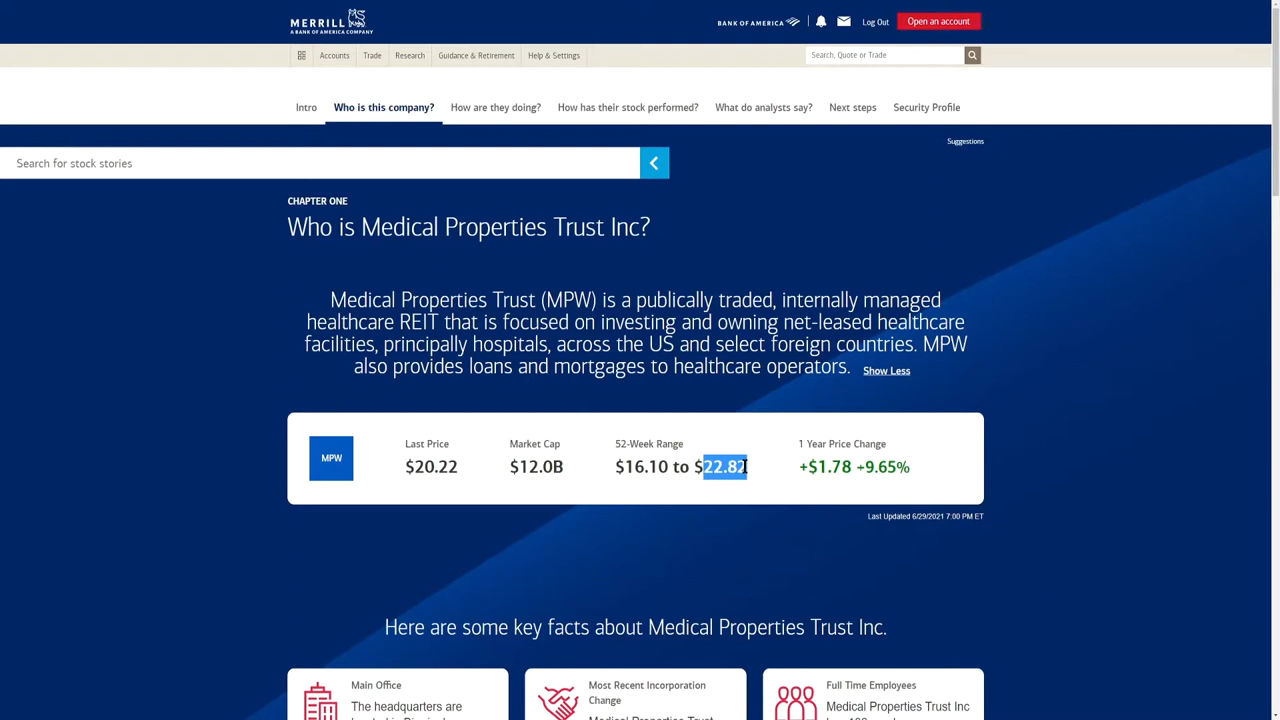 MERRILL
A BANK OF AMERICA COMPANY
BANK OF AMERICA
Log Out
Open an account
Accounts
Trade
Research
Guidance & Retirement
Help & Settings
Search, Quote or Trade
Intro
Who is this company?
How are they doing?
How has their stock performed?
What do analysts say?
Next steps
Security Profile
Suggestions
Search for stock stories
CHAPTER ONE
Who is Medical Properties Trust Inc?
Medical Properties Trust (MPW) is a publically traded, internally managed
healthcare REIT that is focused on investing and owning net-leased healthcare
facilities, principally hospitals, across the US and select foreign countries. MPW
also provides loans and mortgages to healthcare operators. Show Less
MPW
Last Price
$20.22
Market Cap
$12.0B
52-Week Range
$16.10 to $22.82
1 Year Price Change
+$1.78 +9.65%
Last Updated 6/29/2021 7:00 PM ET
Here are some key facts about Medical Properties Trust Inc.
Main Office
The headquarters are
Most Recent Incorporation
Change
Full Time Employees
Medical Properties Trust Inc